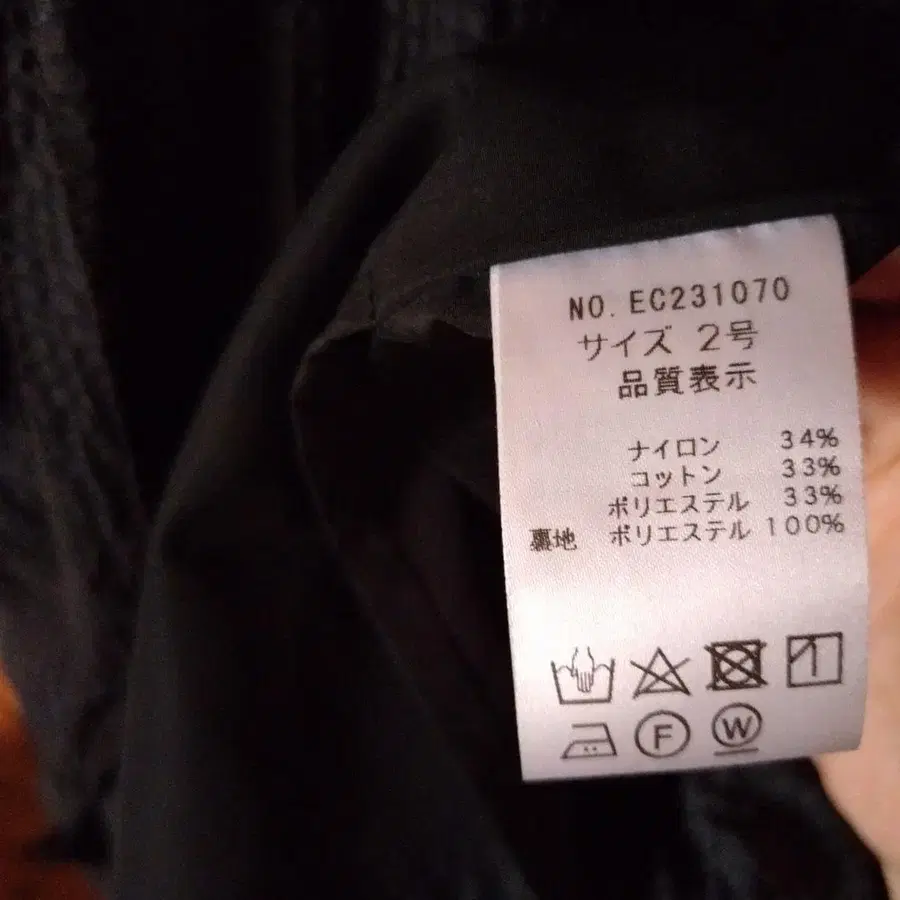 NO. EC231070
サイズ 2号
品質表示
ナイロン 34%
コットン 33%
ポリエステル 33%
裏地 ポリエステル 100%
F W